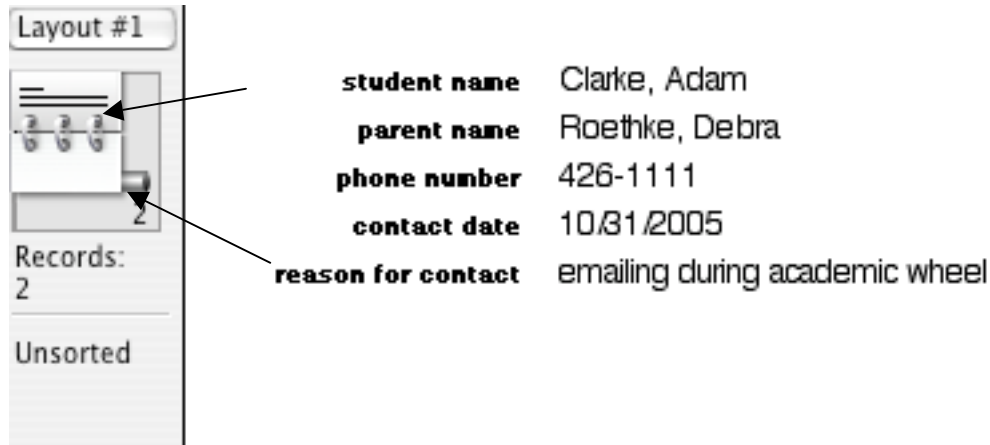 Layout #1
2
Records:
2
Unsorted
student name Clarke, Adam
parent name Roethke, Debra
phone number 426-1111
contact date 10/31/2005
reason for contact emailing during academic wheel